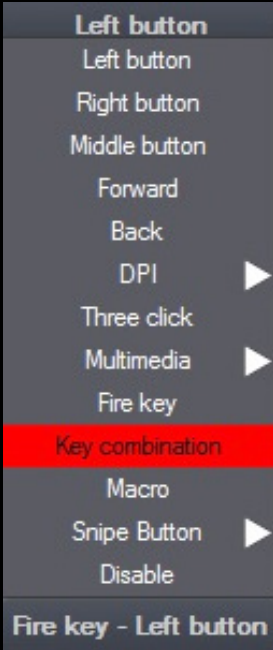 Left button
Left button
Right button
Middle button
Forward
Back
DPI
Three click
Multimedia
Fire key
Key combination
Macro
Snipe Button
Disable
Fire key - Left button